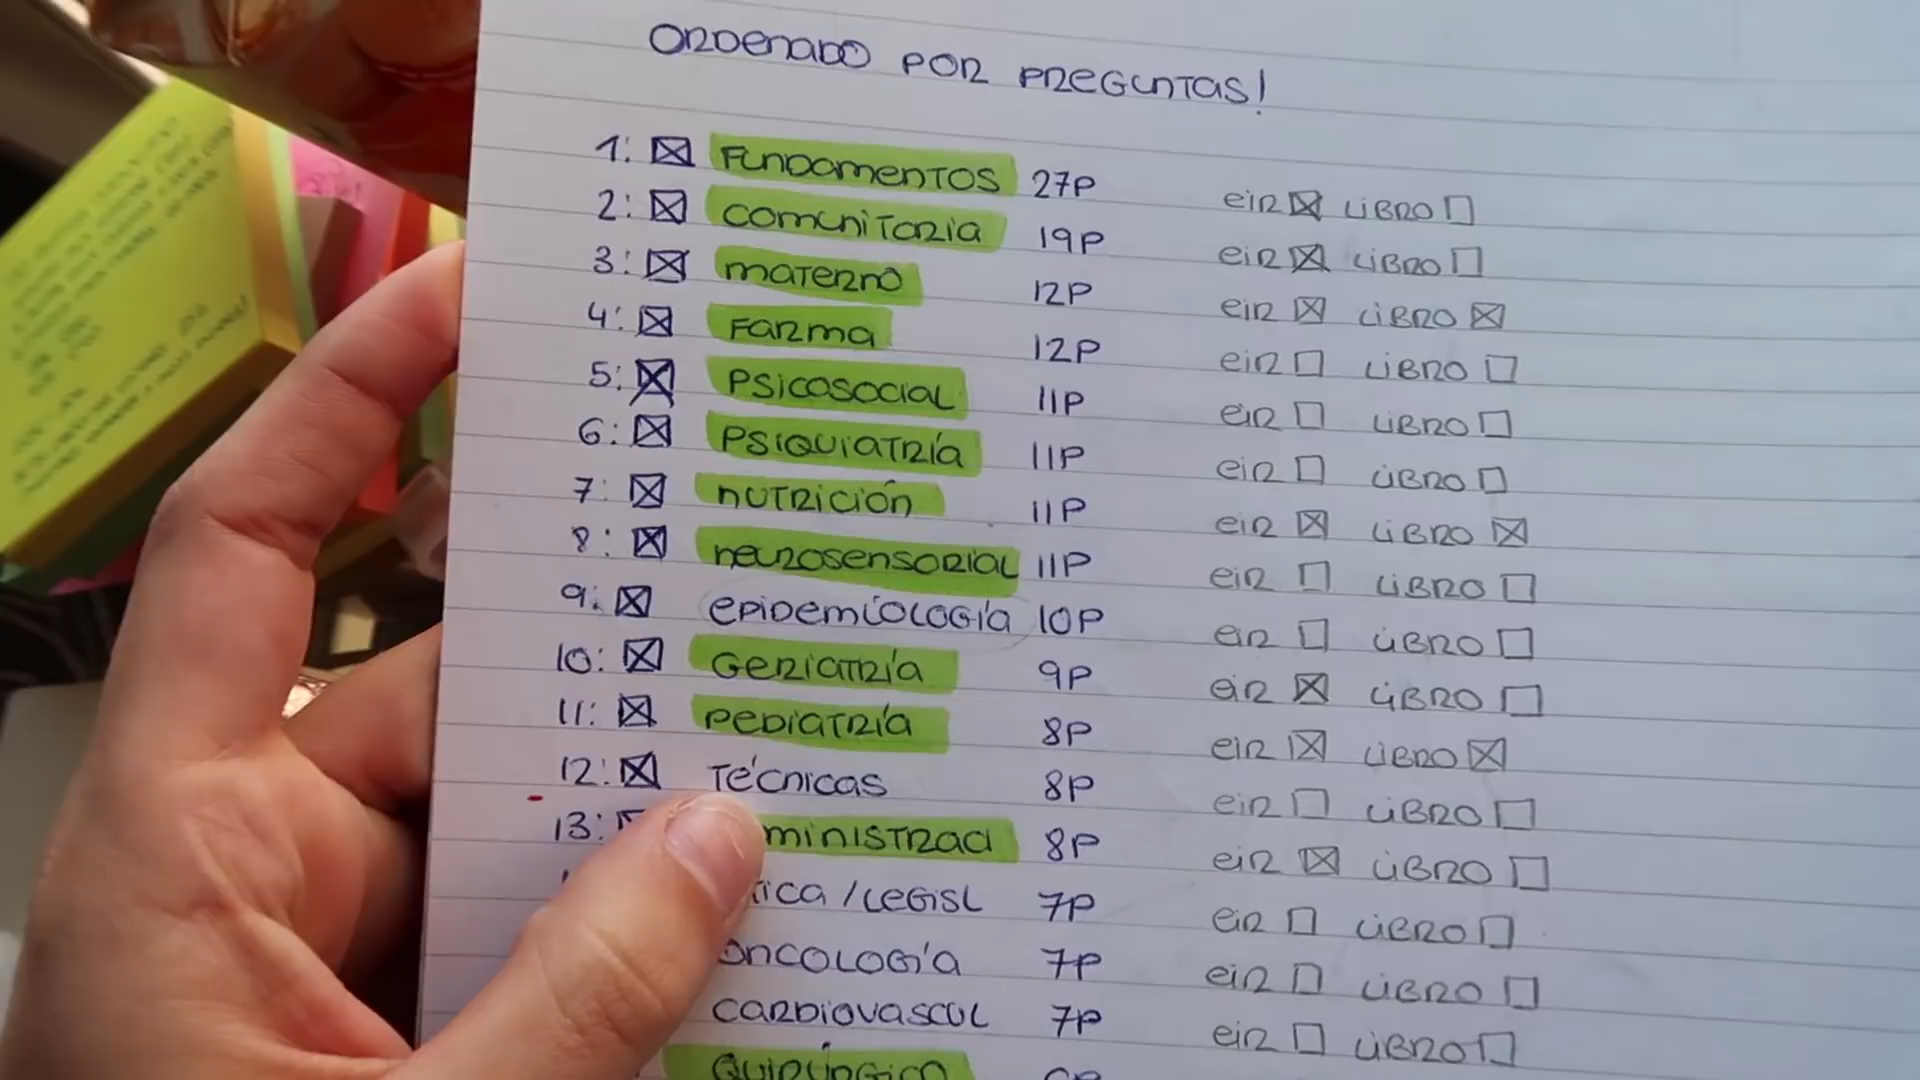 ORDENADO POR PREGUNTAS!
1: ☒ FUNDAMENTOS 27P eir ☒ LIBRO ☐
2: ☒ COMUNITARIA 19P eir ☒ LIBRO ☐
3: ☒ MATERNO 12P eir ☒ LIBRO ☒
4: ☒ FARMA 12P eir ☐ LIBRO ☐
5: ☒ PSICOSOCIAL 11P eir ☐ LIBRO ☐
6: ☒ PSIQUIATRÍA 11P eir ☐ LIBRO ☐
7: ☒ NUTRICIÓN 11P eir ☒ LIBRO ☒
8: ☒ NEUROSENSORIAL 11P eir ☐ LIBRO ☐
9: ☒ EPIDEMIOLOGÍA 10P eir ☐ LIBRO ☐
10: ☒ GERIATRÍA 9P eir ☒ LIBRO ☐
11: ☒ PEDIATRÍA 8P eir ☒ LIBRO ☒
12: ☒ TÉCNICAS 8P eir ☐ LIBRO ☐
13: MINISTRACI 8P eir ☒ LIBRO ☐
TICA / LEGISL 7P eir ☐ LIBRO ☐
ONCOLOGÍA 7P eir ☐ LIBRO ☐
CARDIOVASCUL 7P eir ☐ LIBRO ☐
QUIRÚRGICO